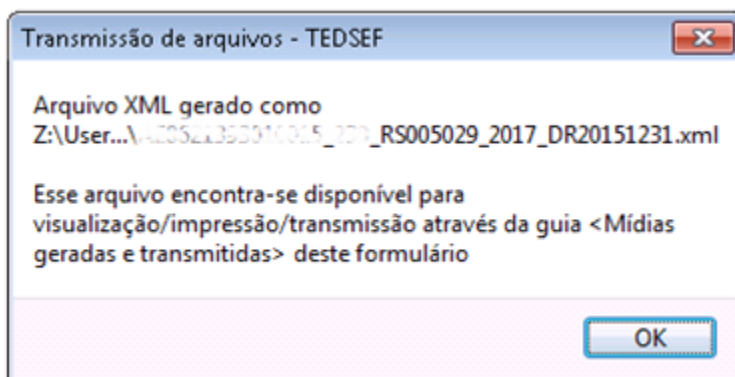 Transmissão de arquivos - TEDSEF
Arquivo XML gerado como
Z:\User...\ _RS005029_2017_DR20151231.xml
Esse arquivo encontra-se disponível para
visualização/impressão/transmissão através da guia <Mídias
geradas e transmitidas> deste formulário
OK